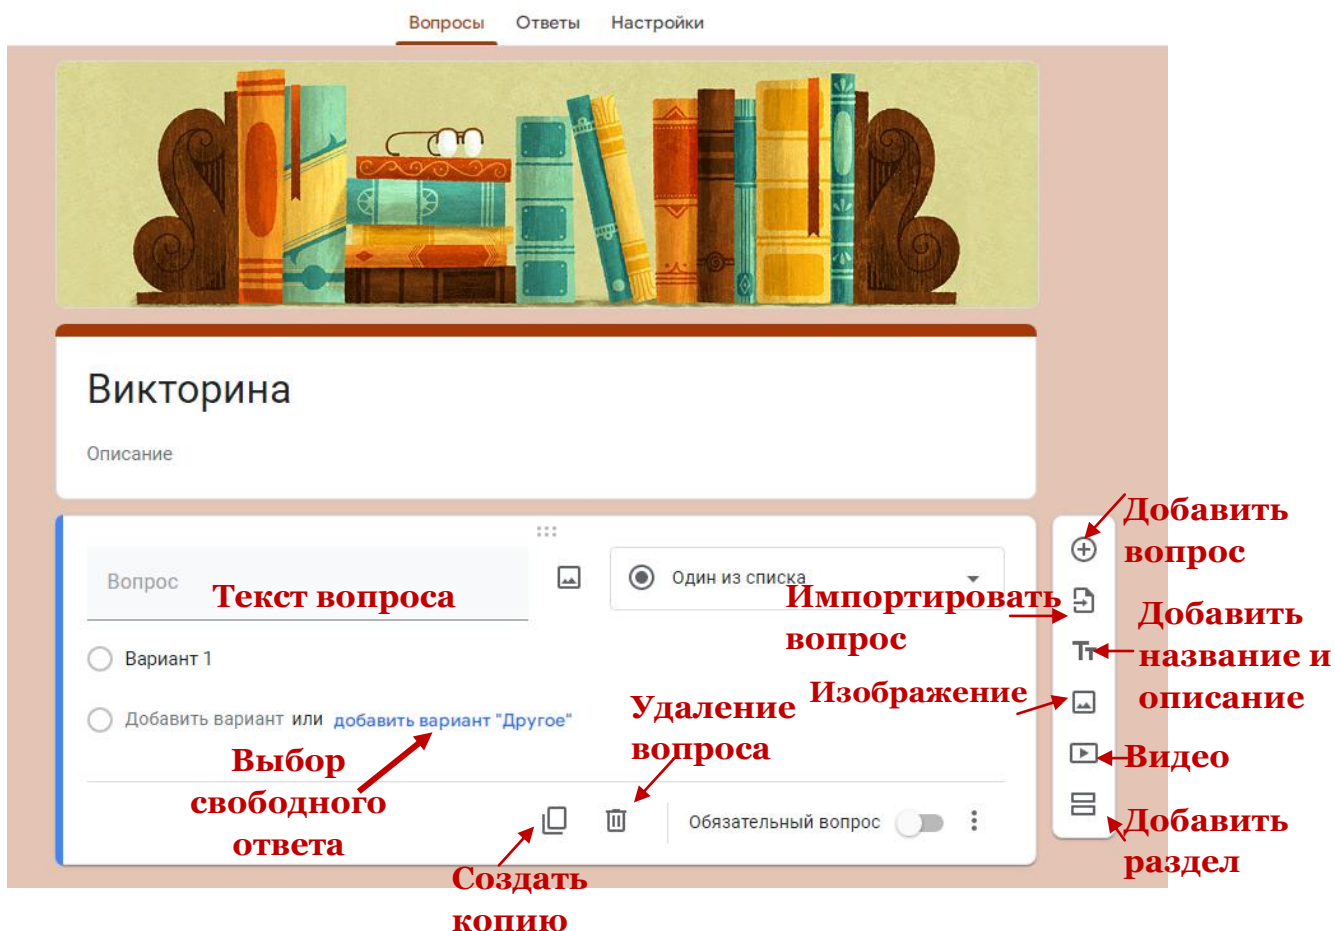 Вопросы Ответы Настройки
Викторина
Описание
Добавить
вопрос
Вопрос
Текст вопроса
Один из списка
Импортировать
вопрос
Добавить
название и
описание
Вариант 1
Изображение
Добавить вариант или добавить вариант "Другое"
Удаление
вопроса
Видео
Выбор
свободного
ответа
Обязательный вопрос
Добавить
раздел
Создать
копию